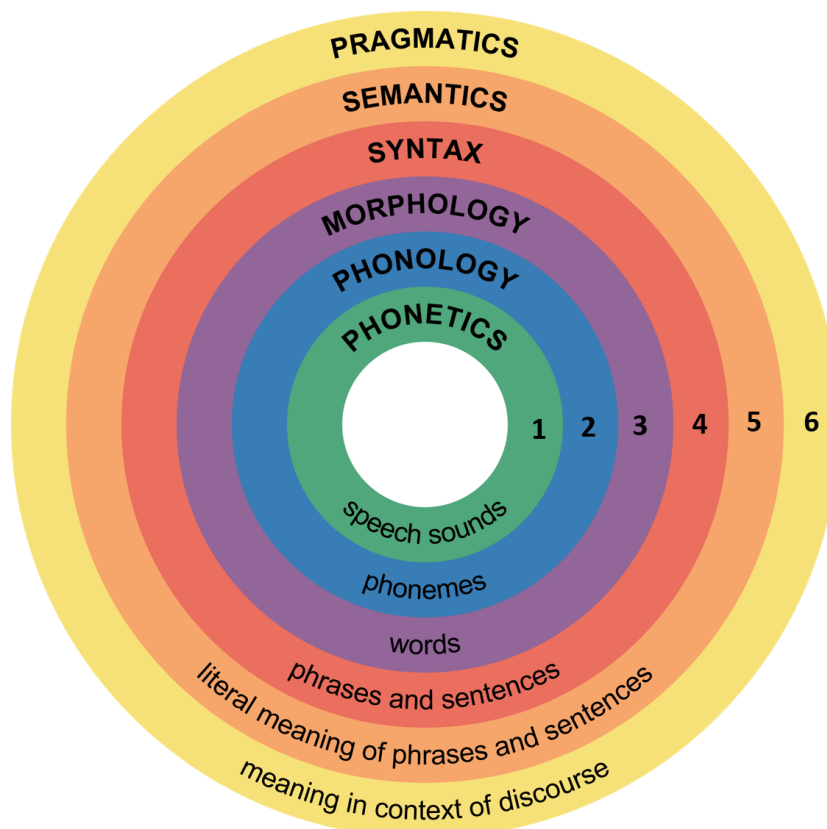 PRAGMATICS
SEMANTICS
SYNTAX
MORPHOLOGY
PHONOLOGY
PHONETICS
1 2 3 4 5 6
speech sounds
phonemes
words
phrases and sentences
literal meaning of phrases and sentences
meaning in context of discourse